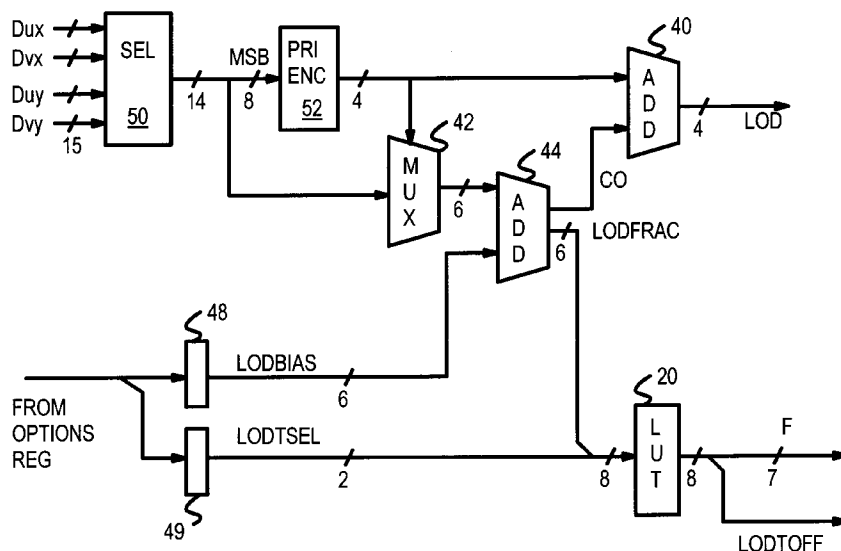 Dux
Dvx
Duy
Dvy
15
SEL
50
14
MSB
8
PRI
ENC
52
4
42
MUX
6
44
ADD
CO
LODFRAC
6
40
ADD
4
LOD
48
LODBIAS
6
FROM
OPTIONS
REG
LODTSEL
2
49
20
LUT
8
8
F
7
LODTOFF